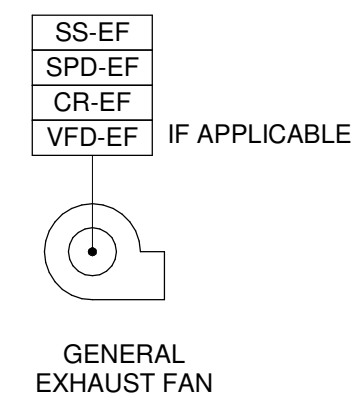 SS-EF
SPD-EF
CR-EF
VFD-EF IF APPLICABLE
GENERAL
EXHAUST FAN